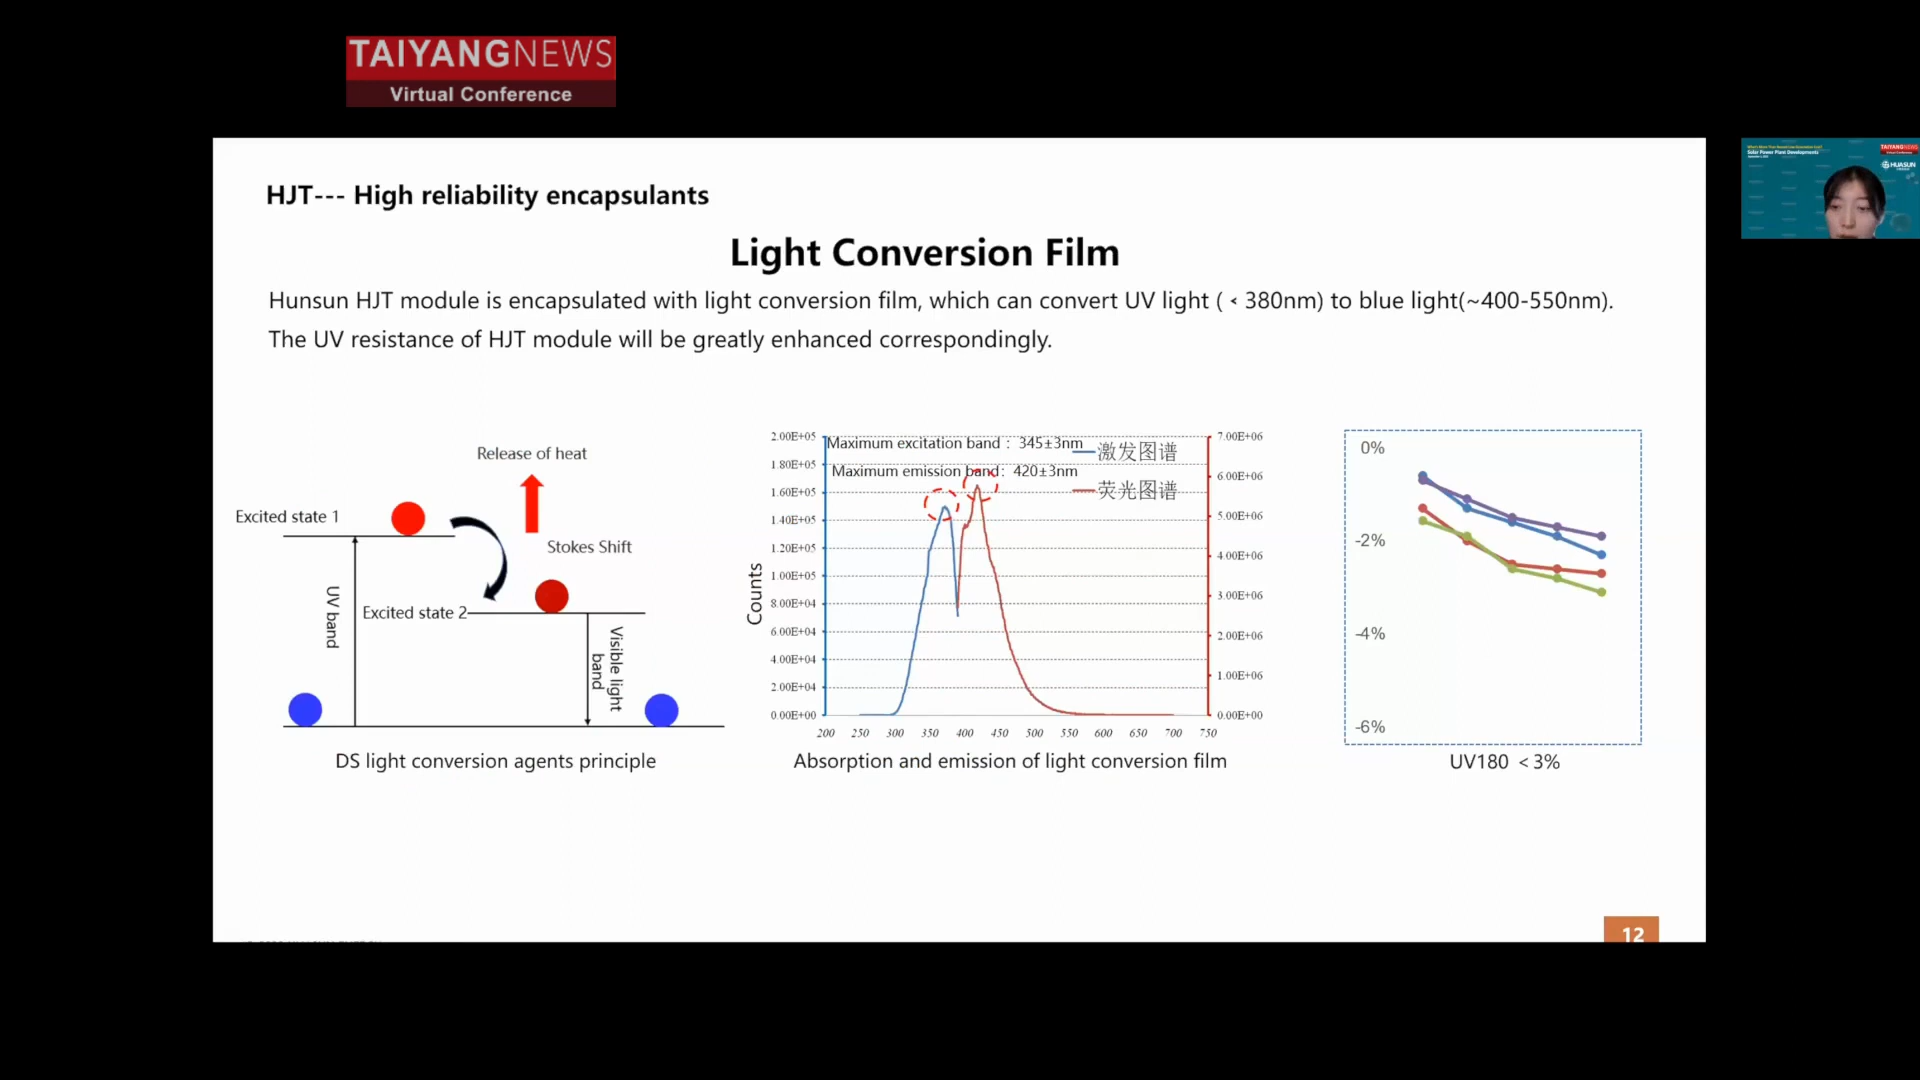 TAIYANGNEWS
Virtual Conference
HJT--- High reliability encapsulants
Light Conversion Film
Hunsun HJT module is encapsulated with light conversion film, which can convert UV light ( < 380nm) to blue light(~400-550nm).
The UV resistance of HJT module will be greatly enhanced correspondingly.
Release of heat
Excited state 1
Stokes Shift
UV band
Excited state 2
Visible light
band
DS light conversion agents principle
Maximum excitation band : 345±3nm
Maximum emission band: 420±3nm
激发图谱
荧光图谱
Counts
2.00E+05
1.80E+05
1.60E+05
1.40E+05
1.20E+05
1.00E+05
8.00E+04
6.00E+04
4.00E+04
2.00E+04
0.00E+00
7.00E+06
6.00E+06
5.00E+06
4.00E+06
3.00E+06
2.00E+06
1.00E+06
0.00E+00
200 250 300 350 400 450 500 550 600 650 700 750
Absorption and emission of light conversion film
0%
-2%
-4%
-6%
UV180 <3%
12
Solar Power Plant Developments
TAIYANGNEWS
HUASUN